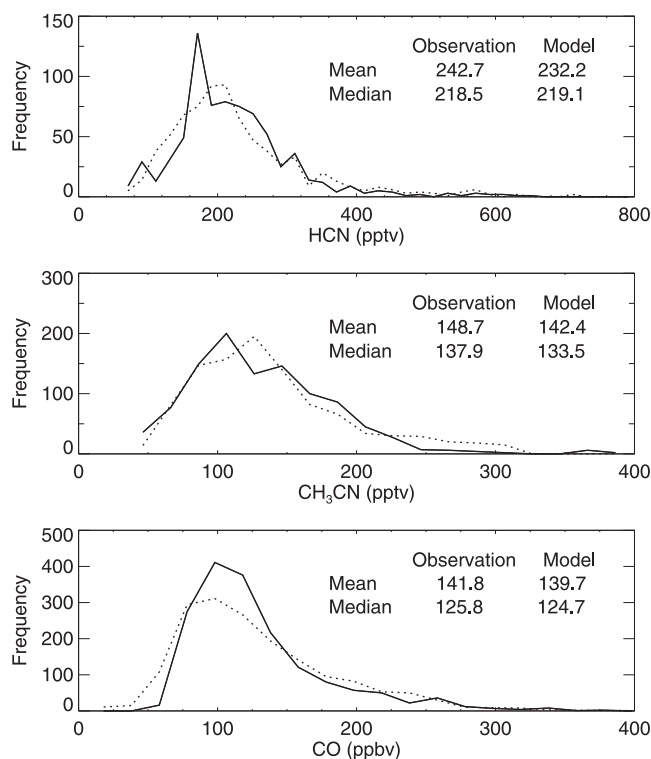 150
100
50
0
Frequency
Observation Model
Mean 242.7 232.2
Median 218.5 219.1
0 200 400 600 800
HCN (pptv)
300
200
100
0
Frequency
Observation Model
Mean 148.7 142.4
Median 137.9 133.5
0 100 200 300 400
CH₃CN (pptv)
500
400
300
200
100
0
Frequency
Observation Model
Mean 141.8 139.7
Median 125.8 124.7
0 100 200 300 400
CO (ppbv)